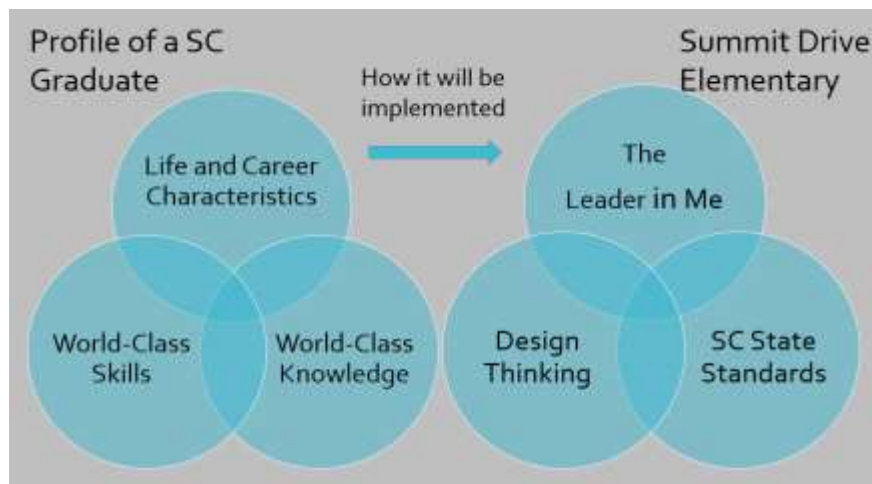 Profile of a SC
Graduate
How it will be
implemented
Summit Drive
Elementary
Life and Career
Characteristics
World-Class
Skills
World-Class
Knowledge
The
Leader in Me
Design
Thinking
SC State
Standards